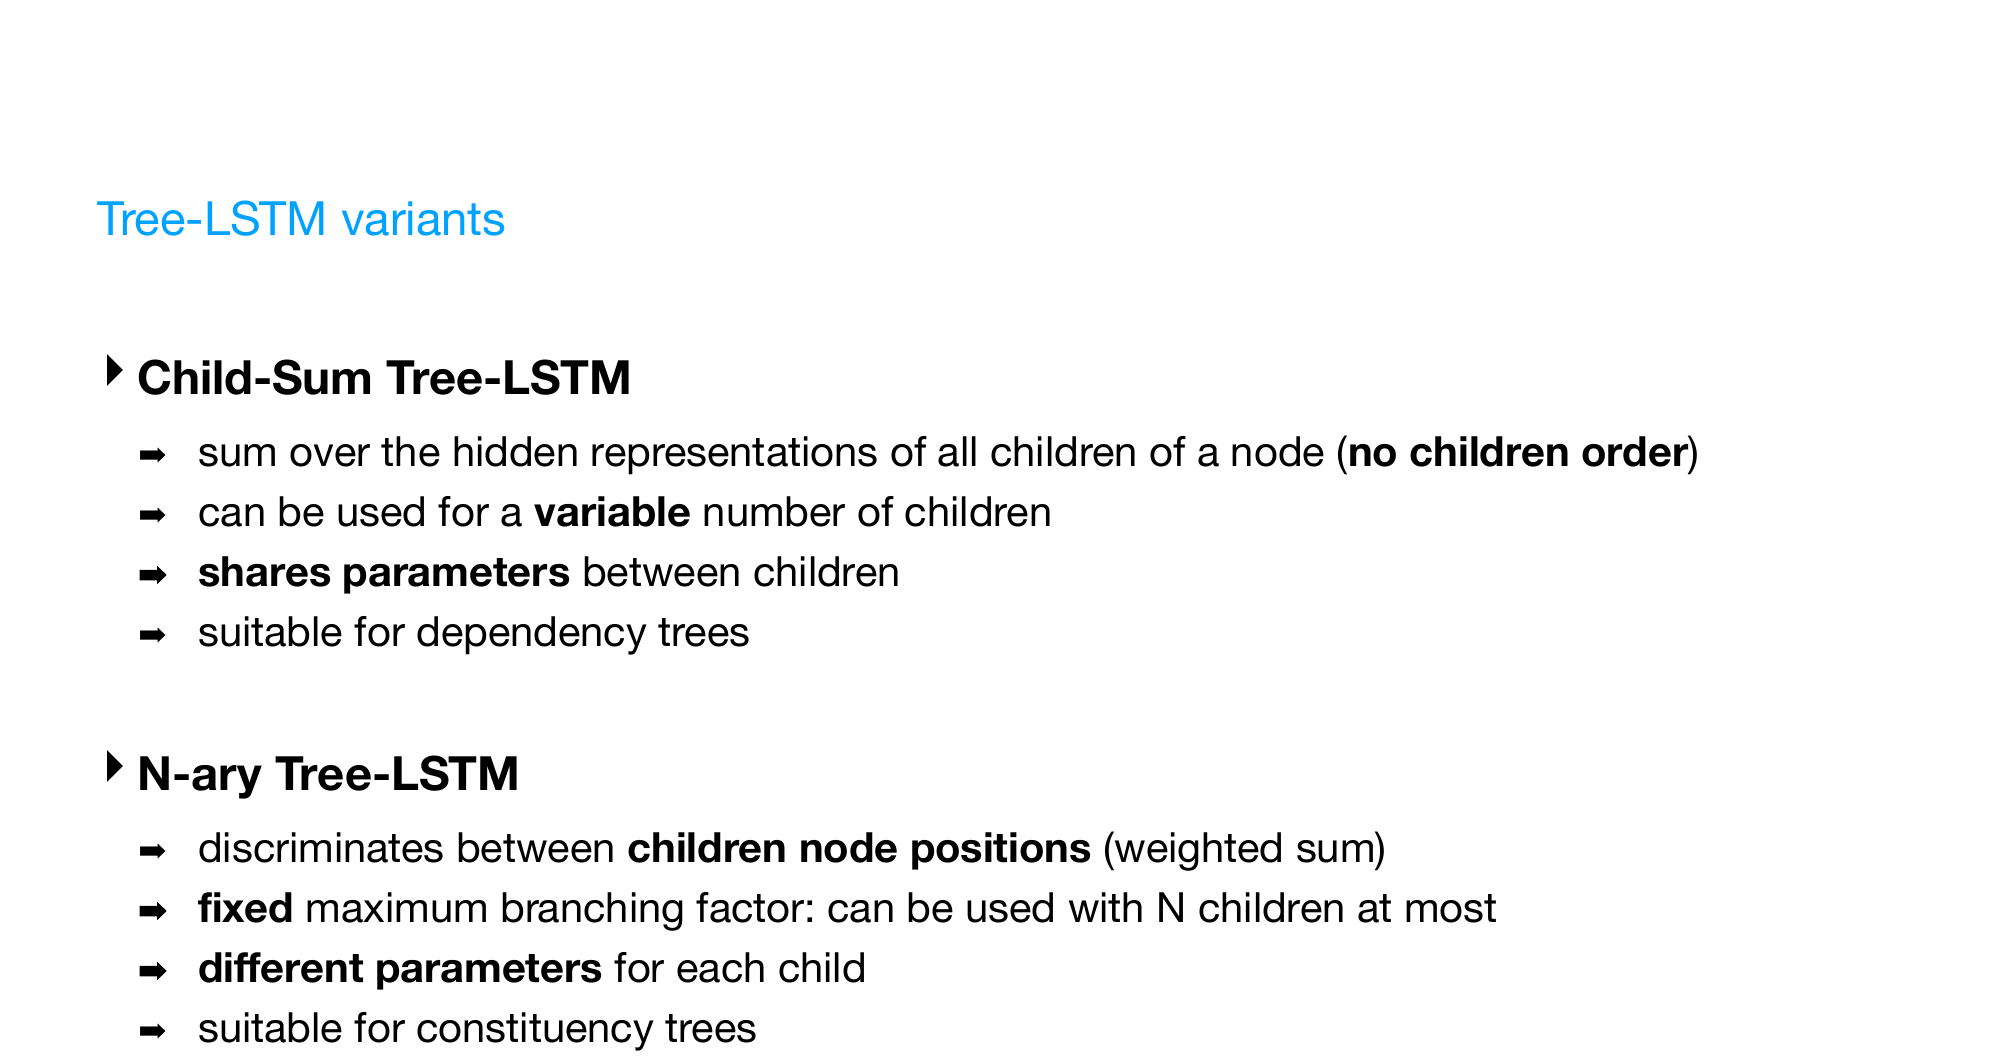 Tree-LSTM variants
Child-Sum Tree-LSTM
➡ sum over the hidden representations of all children of a node (no children order)
➡ can be used for a variable number of children
➡ shares parameters between children
➡ suitable for dependency trees
N-ary Tree-LSTM
➡ discriminates between children node positions (weighted sum)
➡ fixed maximum branching factor: can be used with N children at most
➡ different parameters for each child
➡ suitable for constituency trees